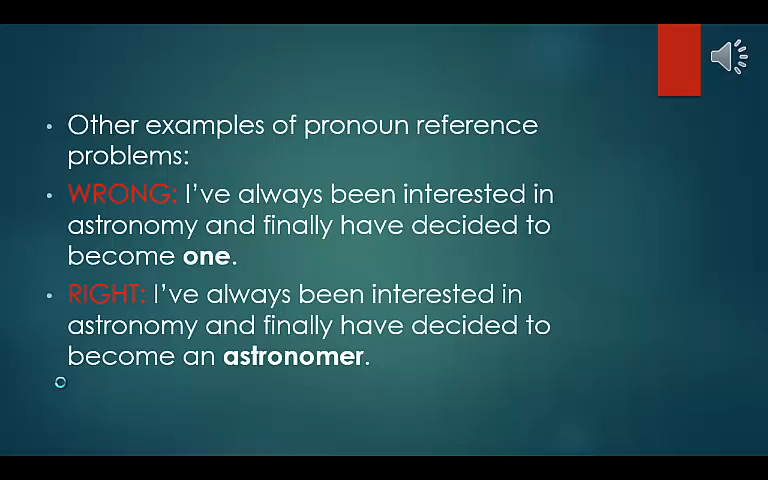 Other examples of pronoun reference
problems:
WRONG: I've always been interested in
astronomy and finally have decided to
become one.
RIGHT: I've always been interested in
astronomy and finally have decided to
become an astronomer.